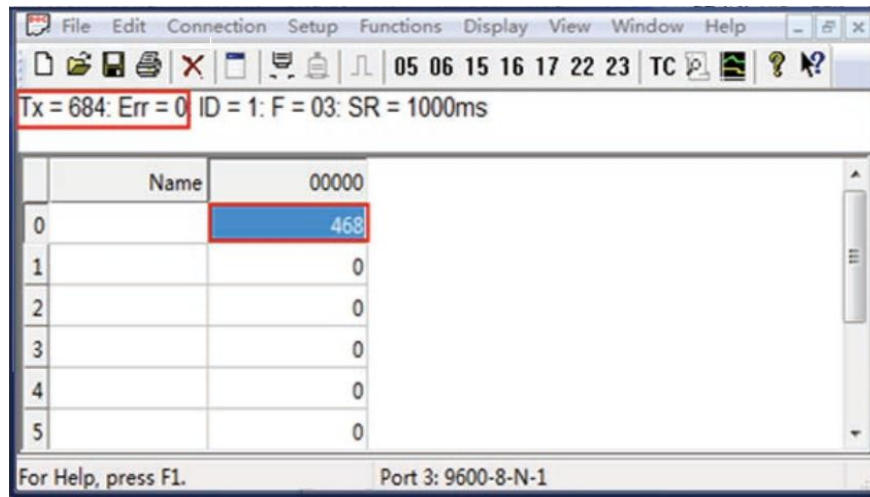 File Edit Connection Setup Functions Display View Window Help
05 06 15 16 17 22 23 TC
Tx = 684: Err = 0: ID = 1: F = 03: SR = 1000ms
Name 00000
0 468
1 0
2 0
3 0
4 0
5 0
For Help, press F1. Port 3: 9600-8-N-1